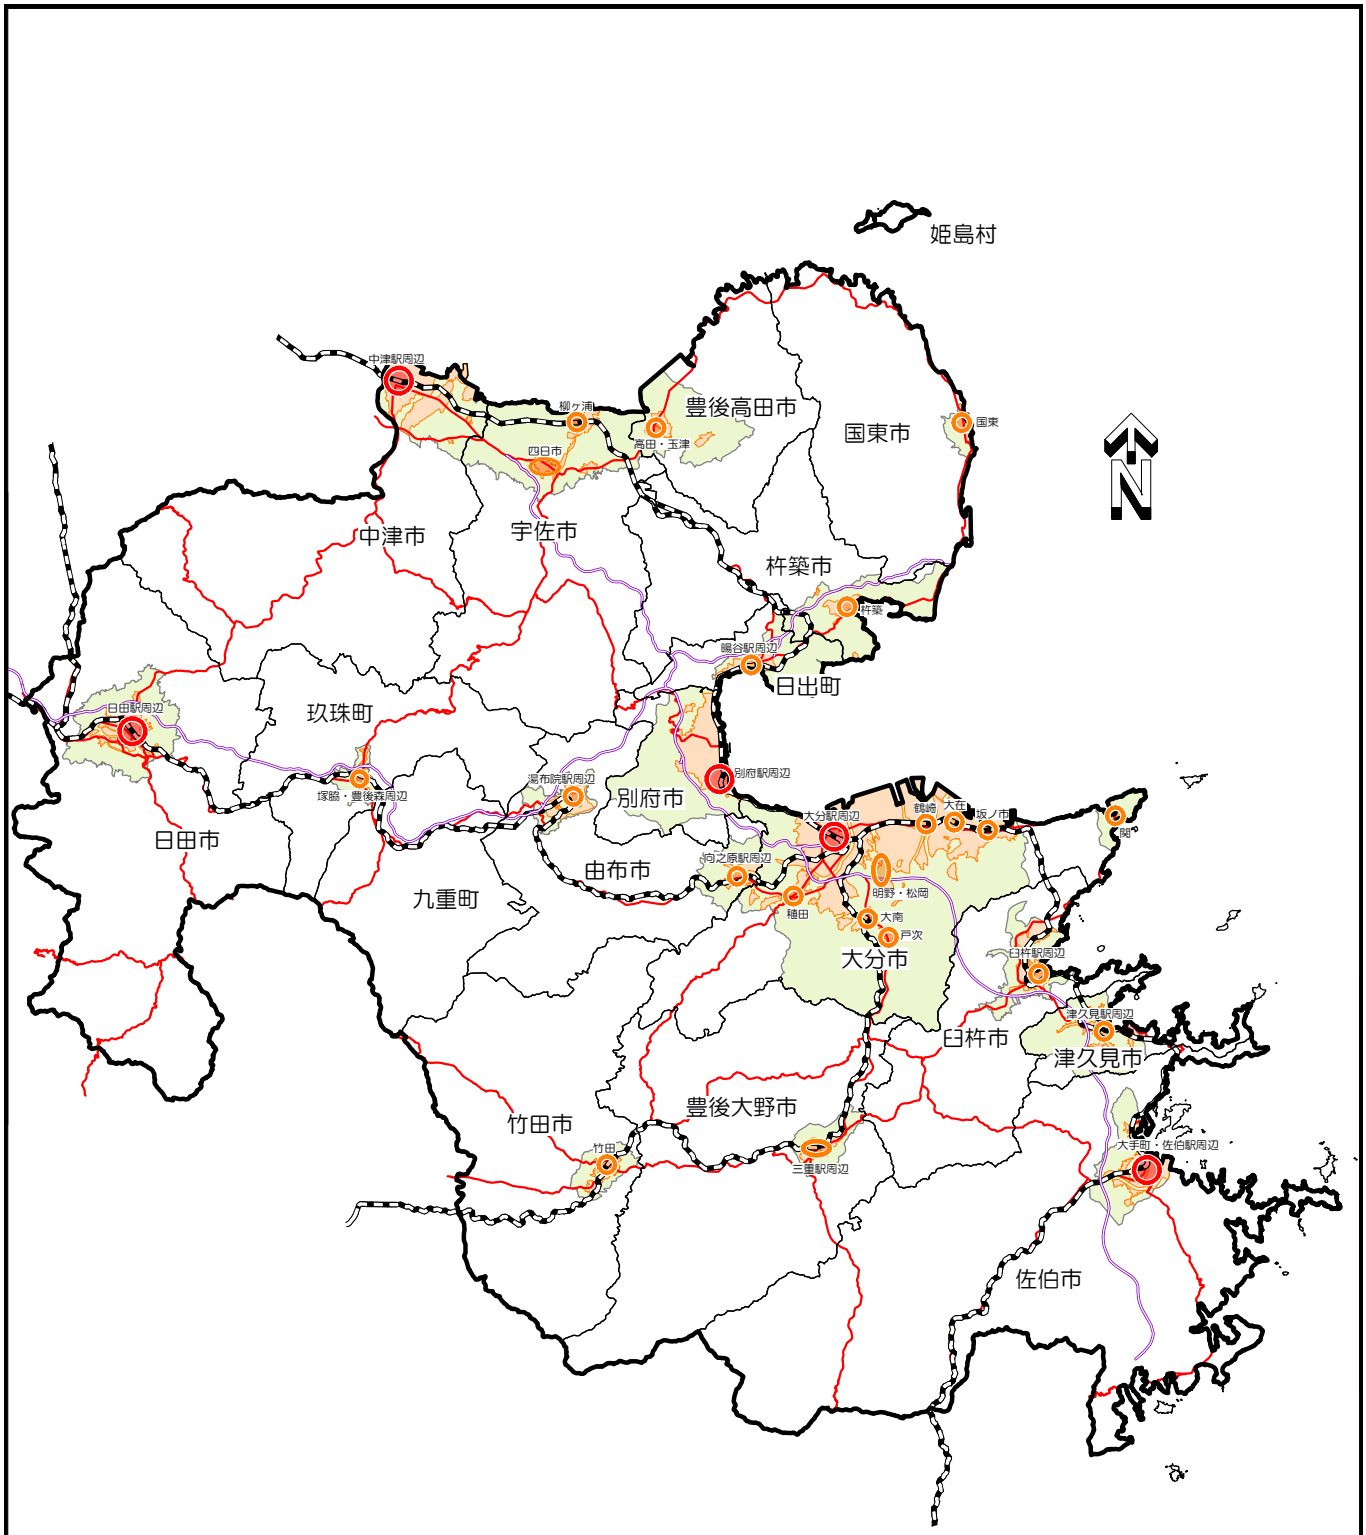 姫島村
中津駅周辺
柳ヶ浦
豊後高田市
国東市
国東
高田・玉津
四日市
中津市
宇佐市
杵築市
杵築
暘谷駅周辺
日出町
日田駅周辺
玖珠町
湯布院駅周辺
別府駅周辺
塚脇・豊後森周辺
別府市
大分駅周辺
鶴崎
大在
坂ノ市
関
日田市
由布市
向之原駅周辺
九重町
明野・松岡
稙田
大南
戸次
大分市
臼杵駅周辺
津久見駅周辺
臼杵市
津久見市
豊後大野市
竹田市
竹田
三重駅周辺
大手町・佐伯駅周辺
佐伯市
N